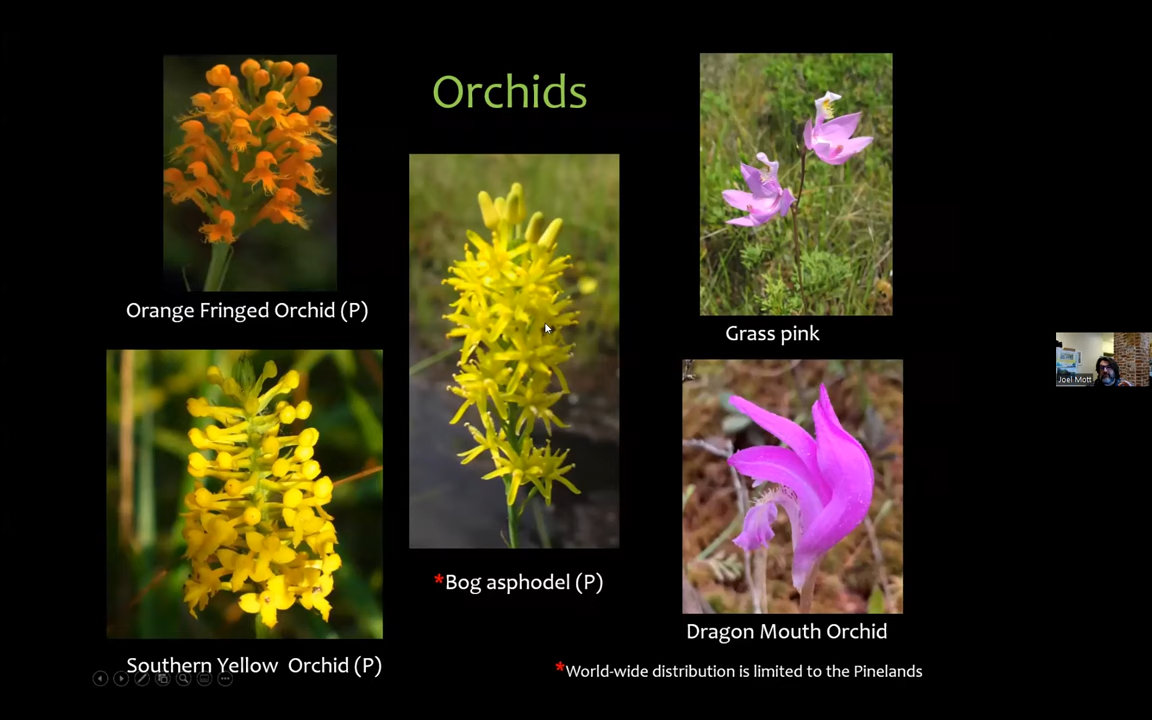 Orchids
Orange Fringed Orchid (P)
Grass pink
*Bog asphodel (P)
Southern Yellow  Orchid (P)
Dragon Mouth Orchid
*World-wide distribution is limited to the Pinelands
Joel Mott